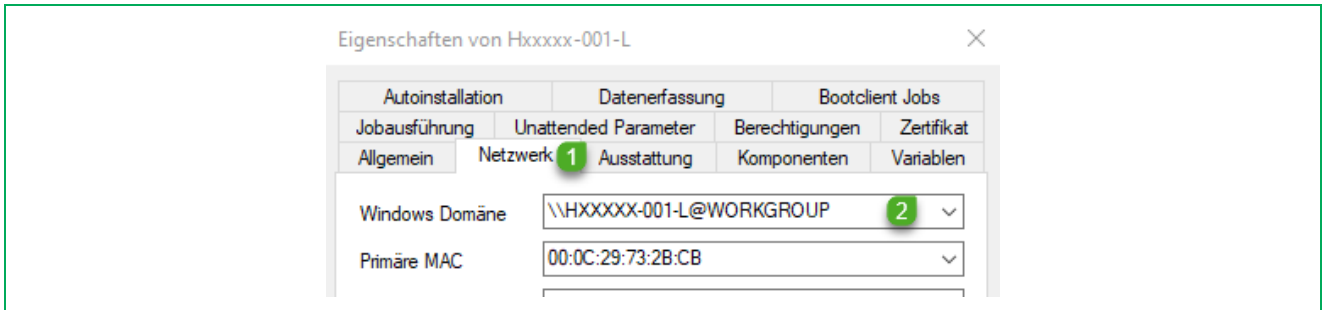 Eigenschaften von Hxxxxx-001-L
Autoinstallation Datenerfassung Bootclient Jobs
Jobausführung Unattended Parameter Berechtigungen Zertifikat
Allgemein Netzwerk 1 Ausstattung Komponenten Variablen
Windows Domäne \\HXXXXX-001-L@WORKGROUP 2
Primäre MAC 00:0C:29:73:2B:CB